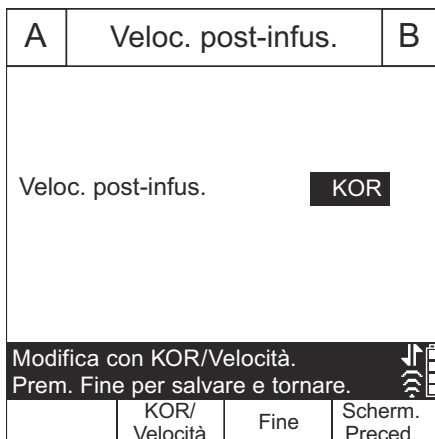 A Veloc. post-infus. B
Veloc. post-infus. KOR
Modifica con KOR/Velocità.
Prem. Fine per salvare e tornare.
KOR/ Scherm.
Velocità Fine Preced.